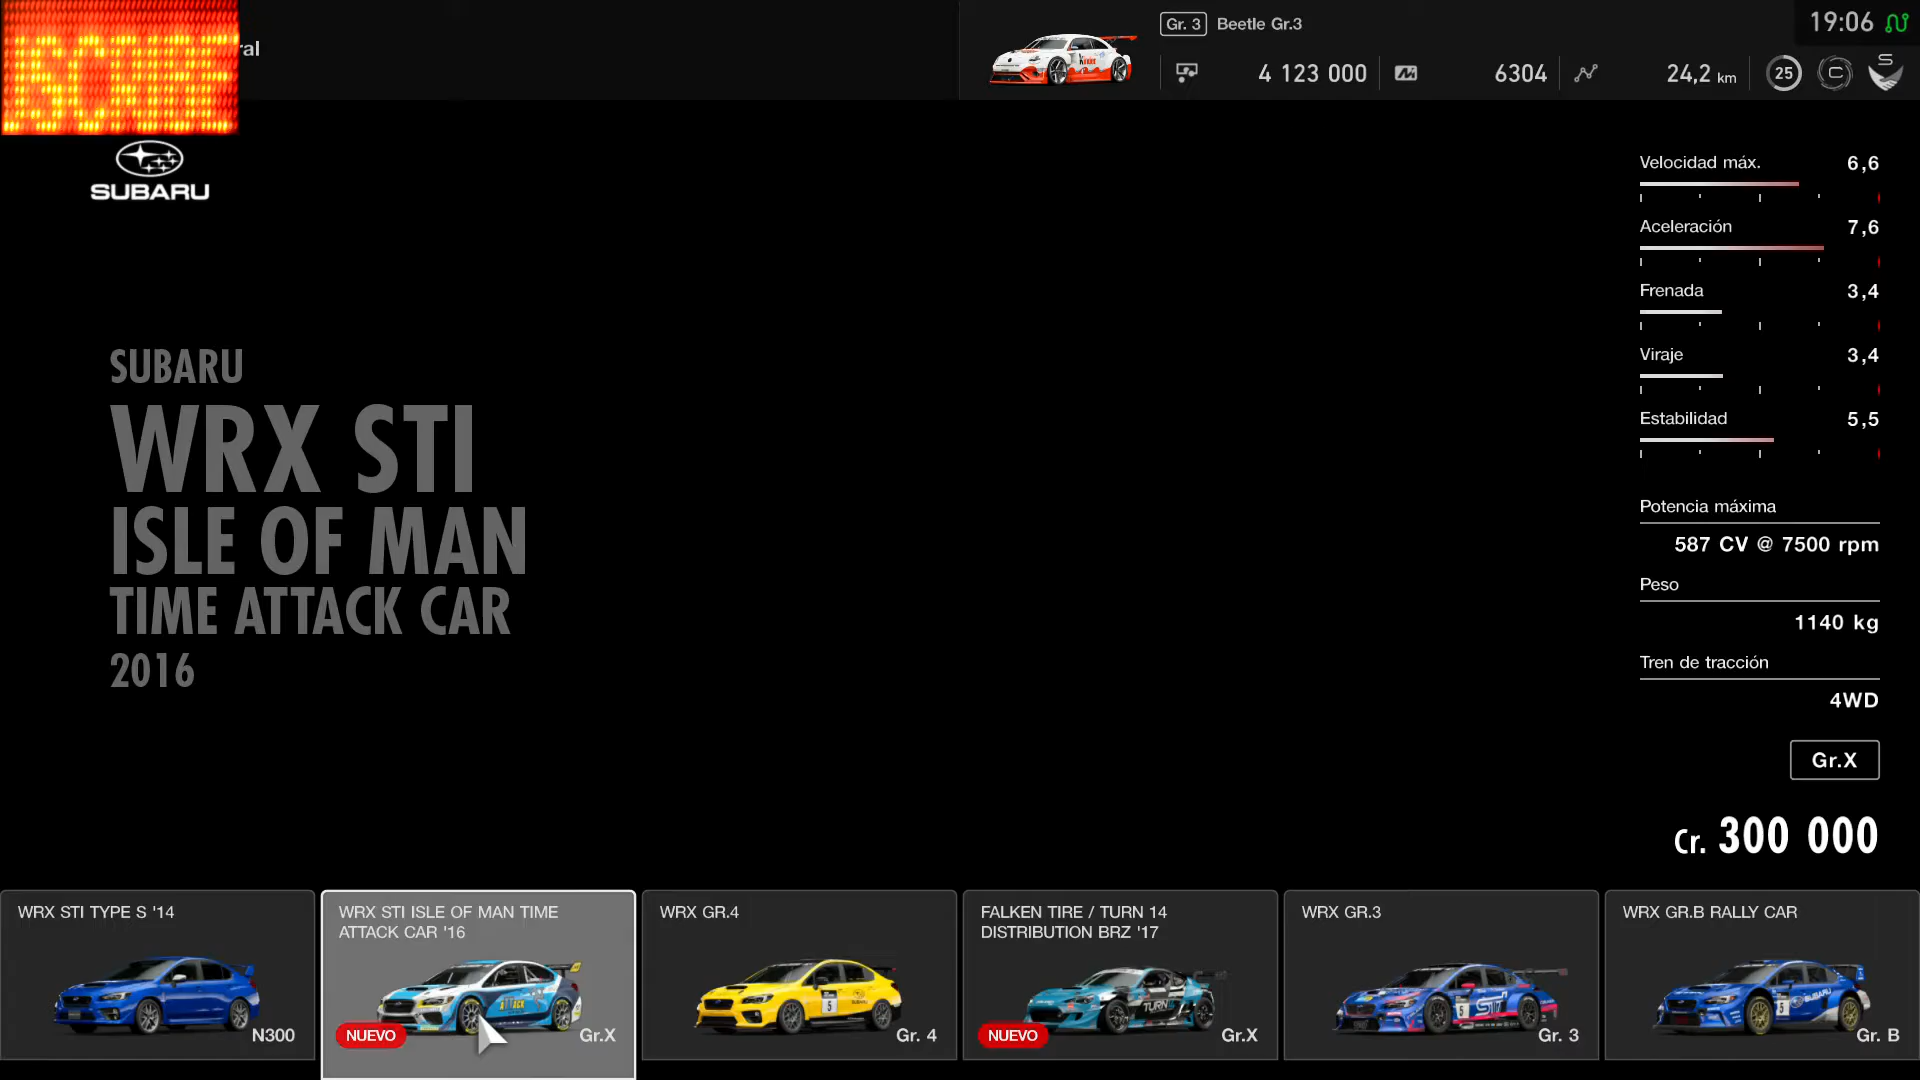 ral
Gr. 3 Beetle Gr.3
4 123 000
6304
24,2 km
25
C
S
19:06
SUBARU
SUBARU
WRX STI
ISLE OF MAN
TIME ATTACK CAR
2016
Velocidad máx. 6,6
Aceleración 7,6
Frenada 3,4
Viraje 3,4
Estabilidad 5,5
Potencia máxima
587 CV @ 7500 rpm
Peso
1140 kg
Tren de tracción
4WD
Gr.X
Cr. 300 000
WRX STI TYPE S '14
N300
WRX STI ISLE OF MAN TIME
ATTACK CAR '16
NUEVO
Gr.X
WRX GR.4
Gr. 4
FALKEN TIRE / TURN 14
DISTRIBUTION BRZ '17
NUEVO
Gr.X
WRX GR.3
Gr. 3
WRX GR.B RALLY CAR
Gr. B